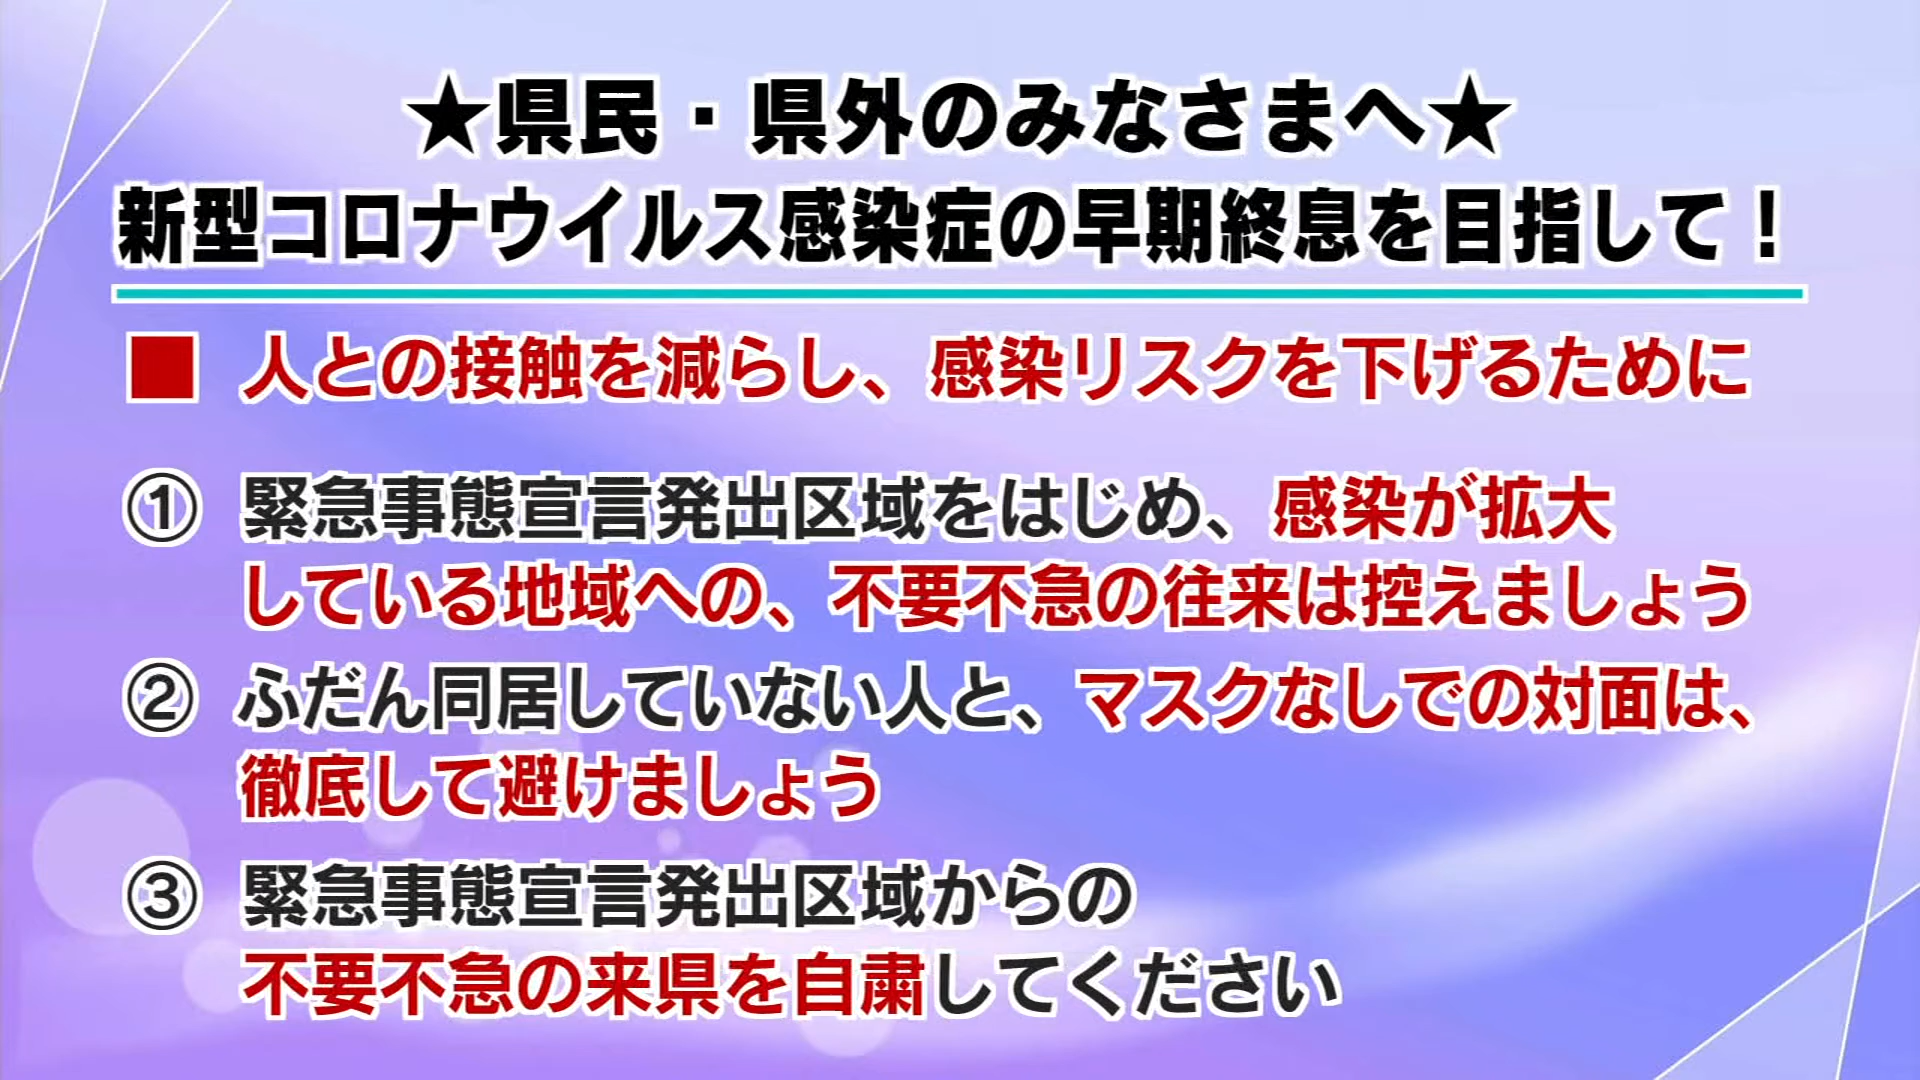 ★県民・県外のみなさまへ★
新型コロナウイルス感染症の早期終息を目指して！
■ 人との接触を減らし、感染リスクを下げるために
① 緊急事態宣言発出区域をはじめ、感染が拡大
している地域への、不要不急の往来は控えましょう
② ふだん同居していない人と、マスクなしでの対面は、
徹底して避けましょう
③ 緊急事態宣言発出区域からの
不要不急の来県を自粛してください